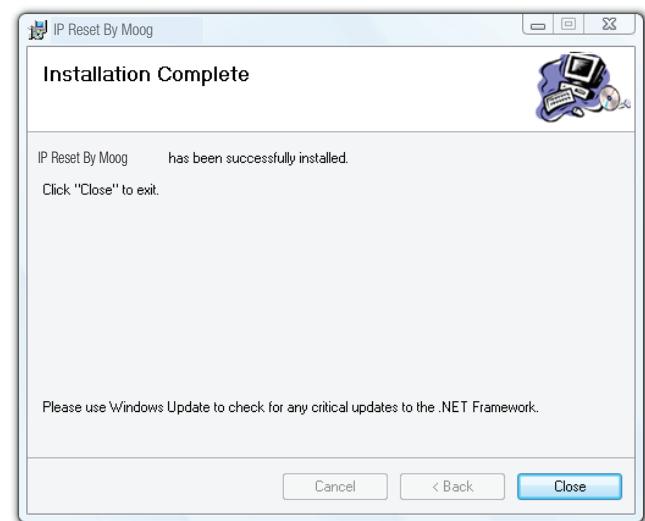 IP Reset By Moog
Installation Complete
IP Reset By Moog has been successfully installed.
Click "Close" to exit.
Please use Windows Update to check for any critical updates to the .NET Framework.
Cancel < Back Close